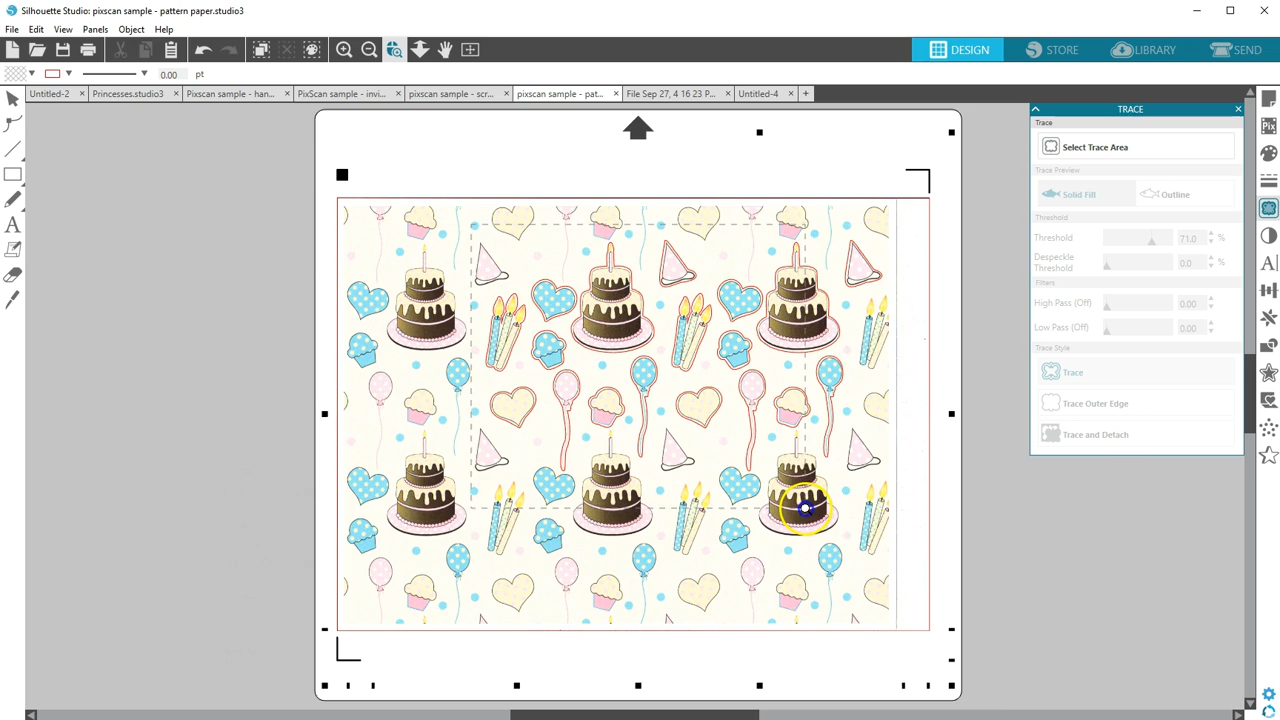 Silhouette Studio: pixscan sample - pattern paper.studio3
File Edit View Panels Object Help
DESIGN STORE LIBRARY SEND
0.00 pt
Untitled-2 Princesses.studio3 Pixscan sample - han... PixScan sample - invi... pixscan sample - scr... pixscan sample - pat... File Sep 27, 4 16 23 P... Untitled-4
TRACE
Trace
Select Trace Area
Trace Preview
Solid Fill Outline
Threshold
Threshold 71.0 %
Despeckle Threshold 0.0 %
Filters
High Pass (Off) 0.00
Low Pass (Off) 0.00
Trace Style
Trace
Trace Outer Edge
Trace and Detach